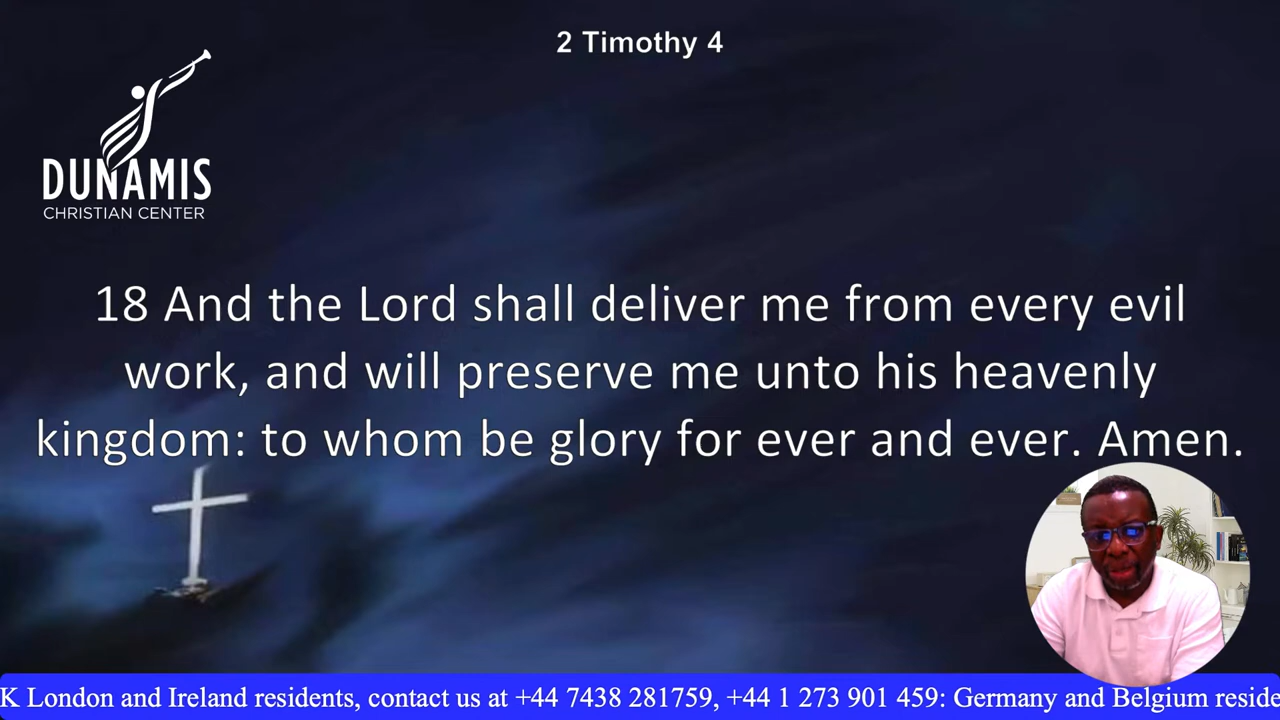 2 Timothy 4
DUNAMIS
CHRISTIAN CENTER
18 And the Lord shall deliver me from every evil
work, and will preserve me unto his heavenly
kingdom: to whom be glory for ever and ever. Amen.
K London and Ireland residents, contact us at +44 7438 281759, +44 1 273 901 459: Germany and Belgium reside